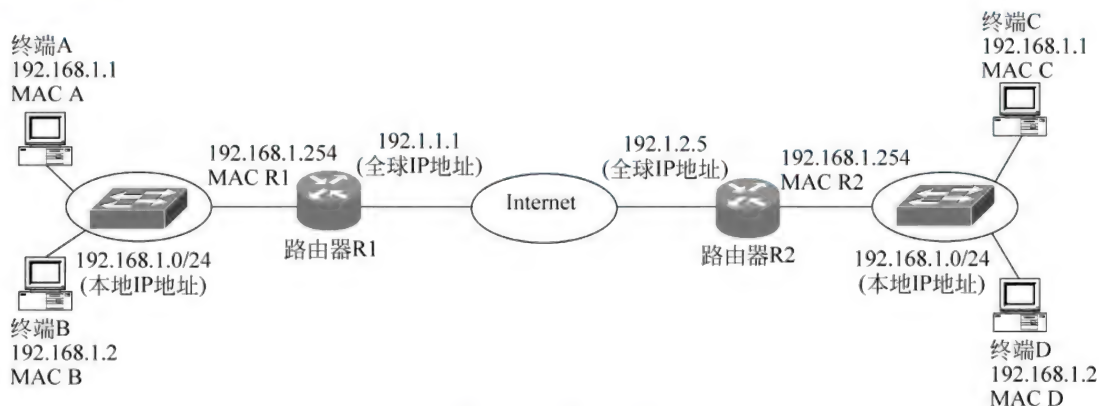 终端A
192.168.1.1
MAC A
192.168.1.254
MAC R1
192.1.1.1
(全球IP地址)
路由器R1
192.168.1.0/24
(本地IP地址)
终端B
192.168.1.2
MAC B
Internet
192.1.2.5
(全球IP地址)
192.168.1.254
MAC R2
路由器R2
终端C
192.168.1.1
MAC C
192.168.1.0/24
(本地IP地址)
终端D
192.168.1.2
MAC D